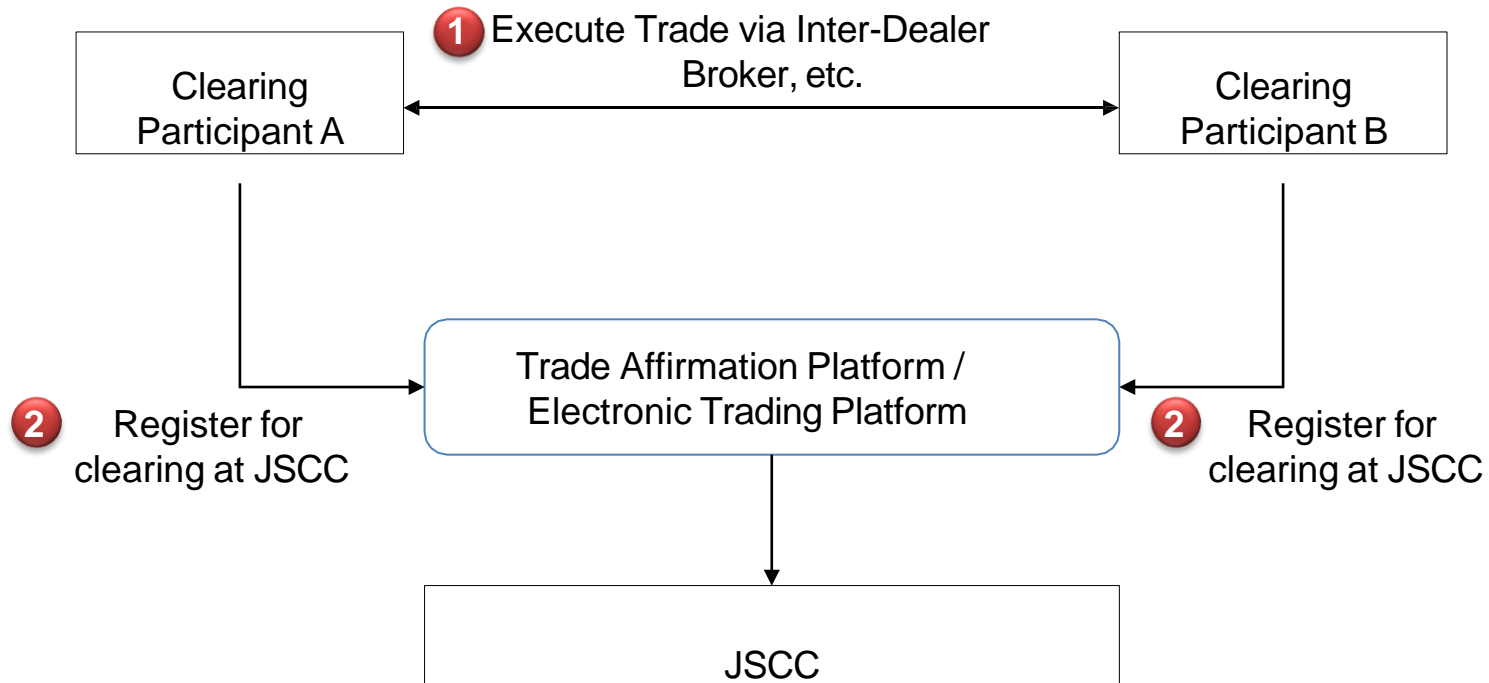 1 Execute Trade via Inter-Dealer
Broker, etc.
Clearing
Participant A
Clearing
Participant B
Trade Affirmation Platform /
Electronic Trading Platform
2 Register for
clearing at JSCC
2 Register for
clearing at JSCC
JSCC